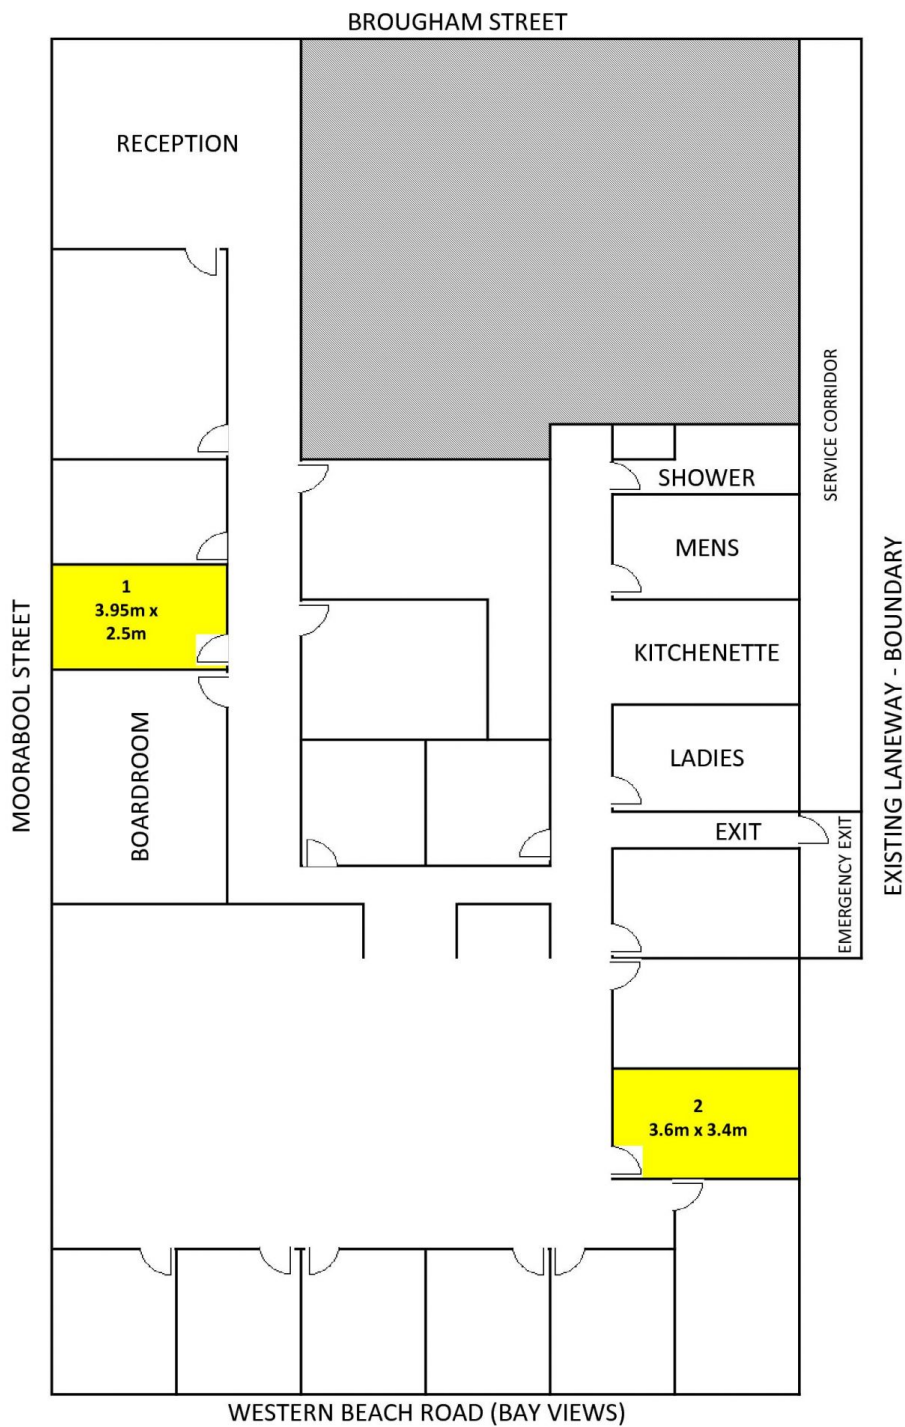 BROUGHAM STREET
RECEPTION
SERVICE CORRIDOR
SHOWER
MENS
1
3.95m x
2.5m
MOORABOOL STREET
KITCHENETTE
EXISTING LANEWAY - BOUNDARY
BOARDROOM
LADIES
EXIT
EMERGENCY EXIT
2
3.6m x 3.4m
WESTERN BEACH ROAD (BAY VIEWS)